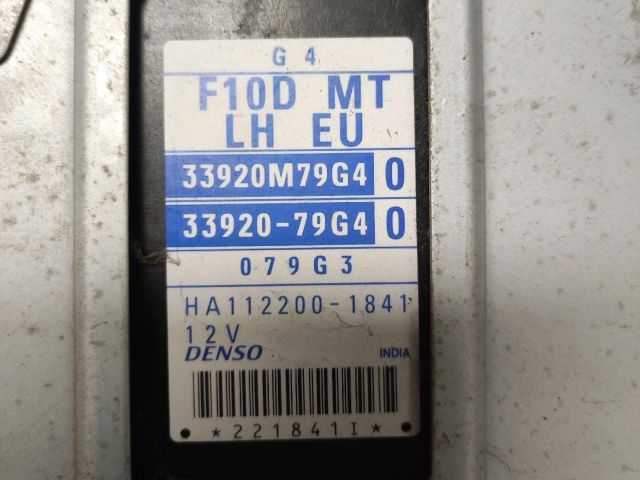 G 4
F10D MT
LH EU
33920M79G4 0
33920-79G4 0
079G3
HA112200-1841
12V
DENSO INDIA
*221841I*